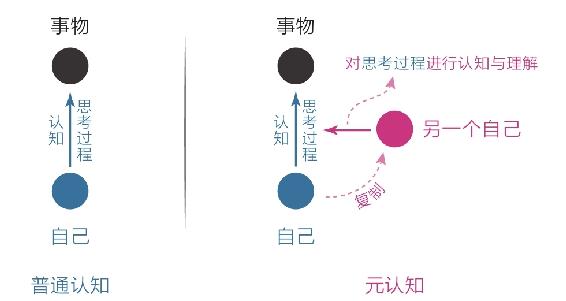 事物
认知
思考过程
自己
普通认知
事物
对思考过程进行认知与理解
认知
思考过程
另一个自己
复制
自己
元认知